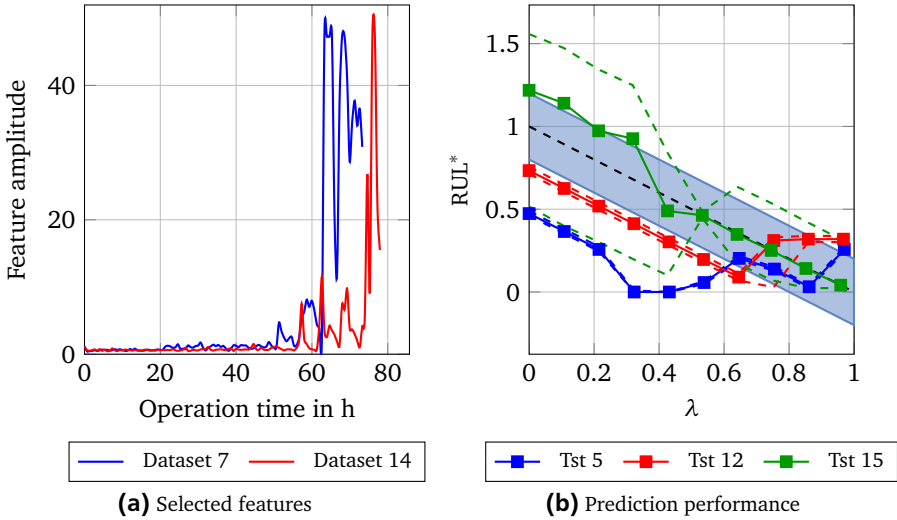 Feature amplitude
40
20
0
0
20
40
60
80
Operation time in h
Dataset 7
Dataset 14
(a) Selected features
RUL*
1.5
1
0.5
0
0
0.2
0.4
0.6
0.8
1
λ
Tst 5
Tst 12
Tst 15
(b) Prediction performance